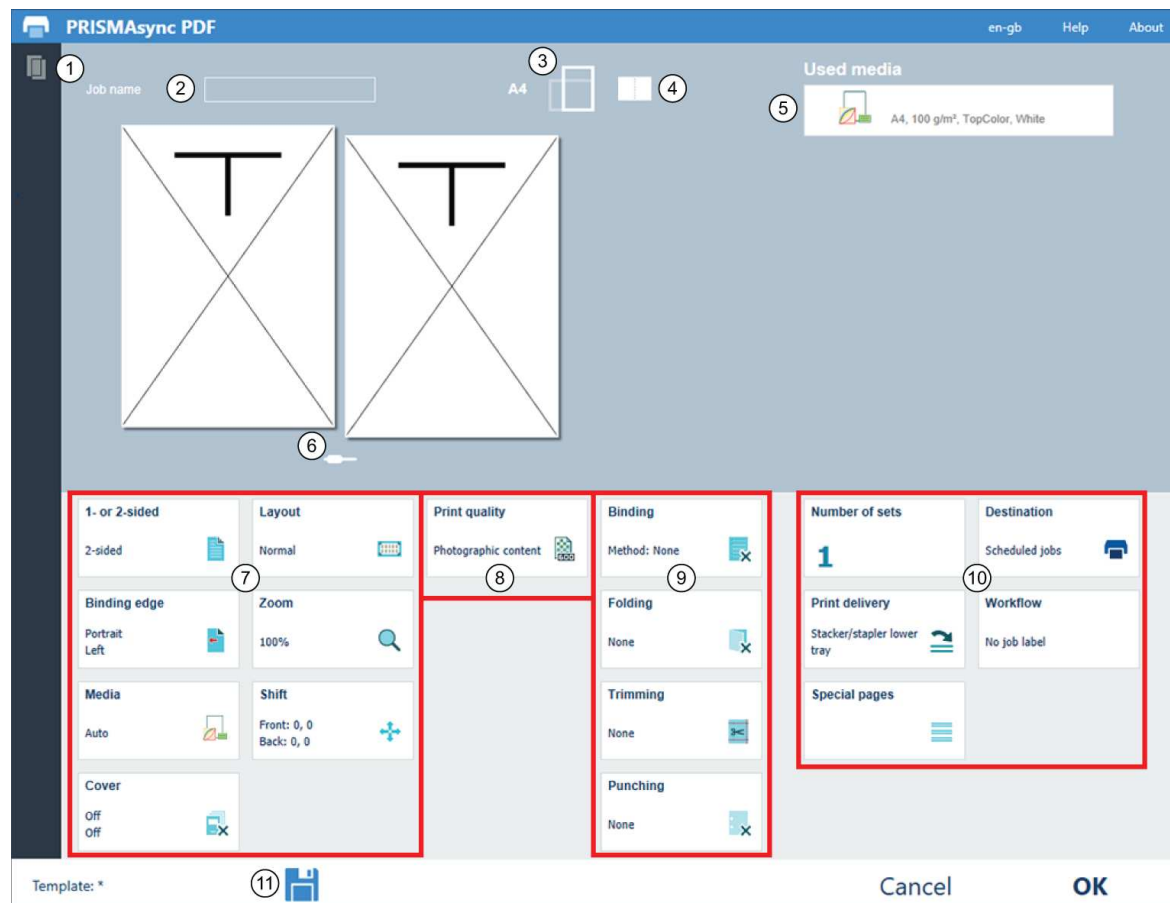 PRISMAsync PDF
en-gb
Help
About
1
Job name
2
A4
3
4
Used media
5
A4, 100 g/m², TopColor, White
T
T
6
1- or 2-sided
2-sided
Layout
Normal
Print quality
Photographic content
Binding
Method: None
Number of sets
1
Destination
Scheduled jobs
7
8
9
10
Binding edge
Portrait
Left
Zoom
100%
Folding
None
Print delivery
Stacker/stapler lower
tray
Workflow
No job label
Media
Auto
Shift
Front: 0, 0
Back: 0, 0
Trimming
None
Special pages
Cover
Off
Off
Punching
None
Template: *
11
Cancel
OK